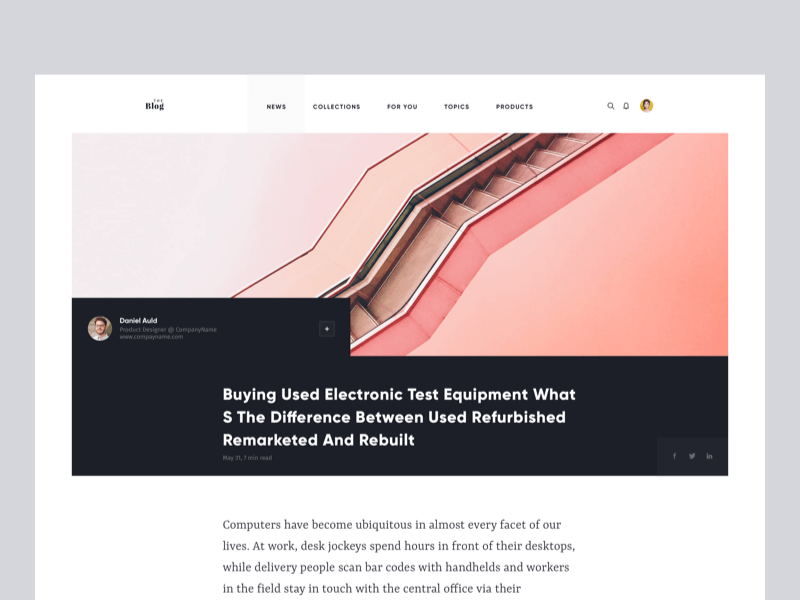 THE
Blog
NEWS
COLLECTIONS
FOR YOU
TOPICS
PRODUCTS
Daniel Auld
Product Designer @ CompanyName
www.compayname.com
Buying Used Electronic Test Equipment What
S The Difference Between Used Refurbished
Remarketed And Rebuilt
May 21, 7 min read
Computers have become ubiquitous in almost every facet of our
lives. At work, desk jockeys spend hours in front of their desktops,
while delivery people scan bar codes with handhelds and workers
in the field stay in touch with the central office via their